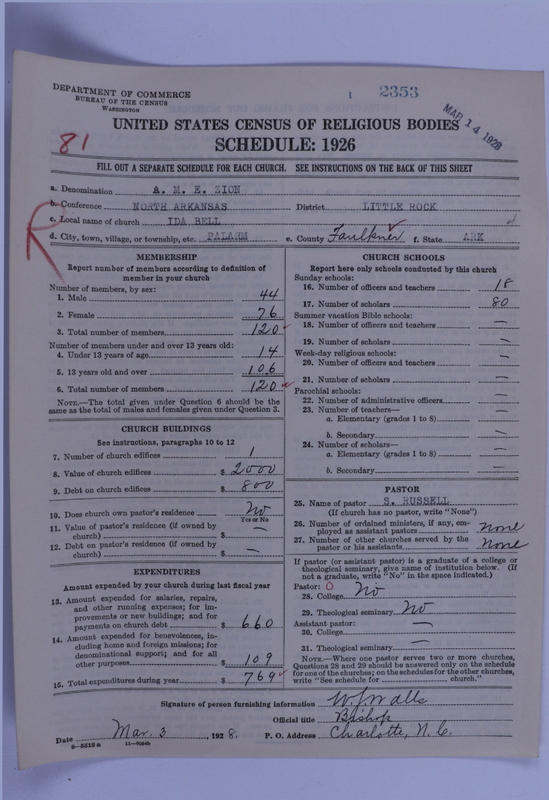 DEPARTMENT OF COMMERCE
BUREAU OF THE CENSUS
WASHINGTON
2353
MAR 14 1928
81
UNITED STATES CENSUS OF RELIGIOUS BODIES
SCHEDULE: 1926
FILL OUT A SEPARATE SCHEDULE FOR EACH CHURCH. SEE INSTRUCTIONS ON THE BACK OF THIS SHEET
a. Denomination A. M. E. ZION
b. Conference NORTH ARKANSAS District LITTLE ROCK
c. Local name of church IDA BELL
d. City, town, village, or township, etc. PALARM e. County Faulkner f. State ARK
MEMBERSHIP
Report number of members according to definition of
member in your church
Number of members, by sex:
1. Male 44
2. Female 76
3. Total number of members 120
Number of members under and over 13 years old:
4. Under 13 years of age 14
5. 13 years old and over 106
6. Total number of members 120
NOTE.—The total given under Question 6 should be the
same as the total of males and females given under Question 3.
CHURCH BUILDINGS
See instructions, paragraphs 10 to 12
7. Number of church edifices 1
8. Value of church edifices $ 2000
9. Debt on church edifices $ 800
10. Does church own pastor's residence No
Yes or No
11. Value of pastor's residence (if owned by
church) $ —
12. Debt on pastor's residence (if owned by
church) $ —
EXPENDITURES
Amount expended by your church during last fiscal year
13. Amount expended for salaries, repairs,
and other running expenses; for im-
provements or new buildings; and for
payments on church debt $ 660
14. Amount expended for benevolences, in-
cluding home and foreign missions; for
denominational support; and for all
other purposes $ 109
15. Total expenditures during year $ 769
CHURCH SCHOOLS
Report here only schools conducted by this church
Sunday schools:
16. Number of officers and teachers 18
17. Number of scholars 80
Summer vacation Bible schools:
18. Number of officers and teachers —
19. Number of scholars —
Week-day religious schools:
20. Number of officers and teachers —
21. Number of scholars —
Parochial schools:
22. Number of administrative officers —
23. Number of teachers—
a. Elementary (grades 1 to 8) —
b. Secondary —
24. Number of scholars—
a. Elementary (grades 1 to 8) —
b. Secondary —
PASTOR
25. Name of pastor S. RUSSELL
(If church has no pastor, write "None")
26. Number of ordained ministers, if any, em-
ployed as assistant pastors None
27. Number of other churches served by the
pastor or his assistants None
If pastor (or assistant pastor) is a graduate of a college or
theological seminary, give name of institution below. (If
not a graduate, write "No" in the space indicated.)
Pastor: O
28. College No
29. Theological seminary No
Assistant pastor:
30. College —
31. Theological seminary —
NOTE.—Where one pastor serves two or more churches,
Questions 28 and 29 should be answered only on the schedule
for one of the churches; on the schedules for the other churches,
write "See schedule for church."
Signature of person furnishing information W. J. Walls
Official title Bishop
Date Mar. 3, 1928. P. O. Address Charlotte, N. C.